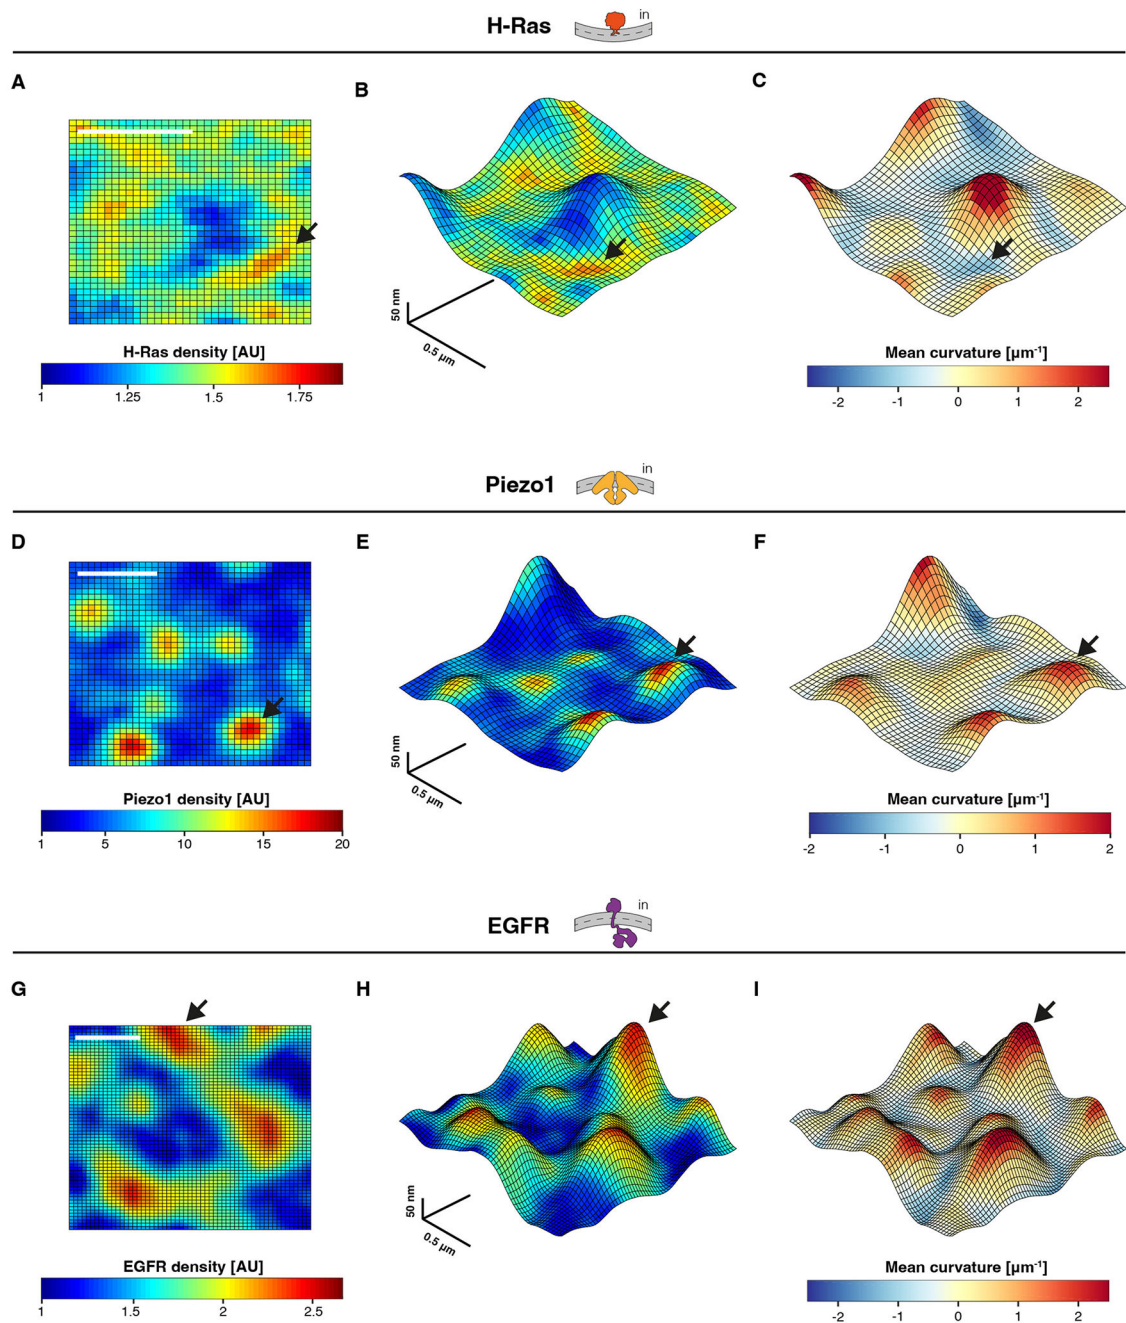 H-Ras in
A
B
C
50 nm
0.5 µm
H-Ras density [AU]
1 1.25 1.5 1.75
Mean curvature [µm-1]
-2 -1 0 1 2
Piezo1 in
D
E
F
50 nm
0.5 µm
Piezo1 density [AU]
1 5 10 15 20
Mean curvature [µm-1]
-2 -1 0 1 2
EGFR in
G
H
I
50 nm
0.5 µm
EGFR density [AU]
1 1.5 2 2.5
Mean curvature [µm-1]
-2 -1 0 1 2